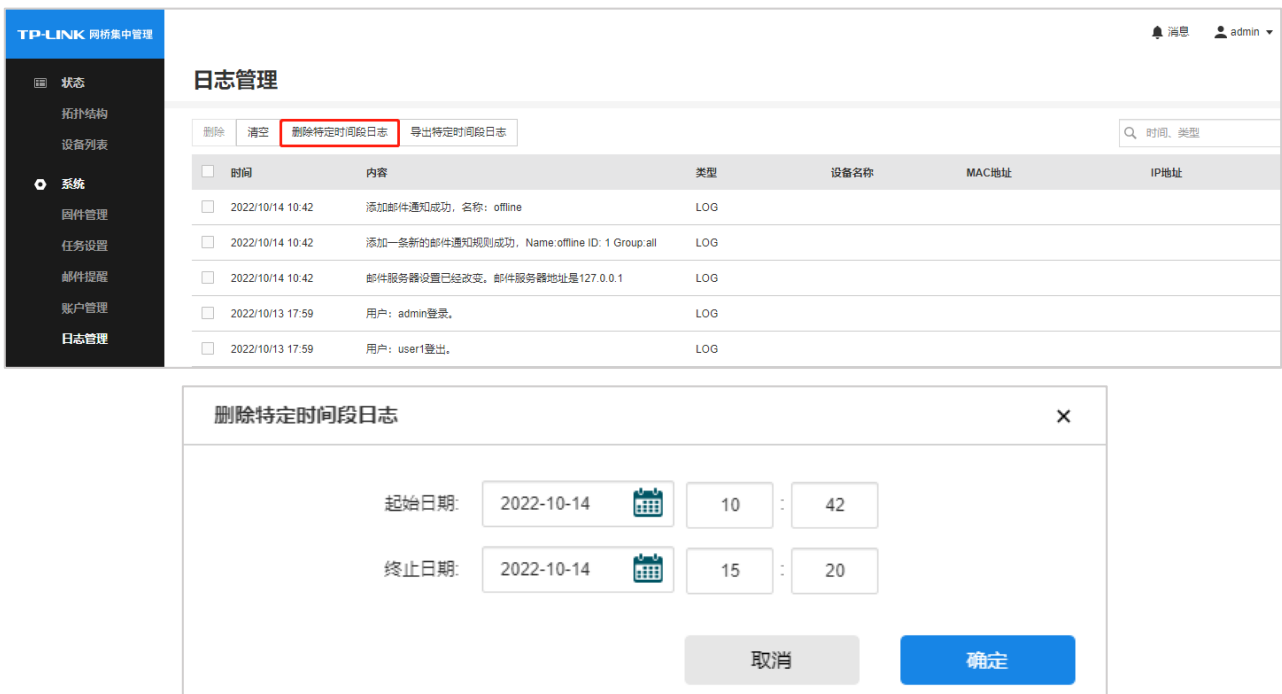 TP-LINK 网桥集中管理
消息 admin
状态
拓扑结构
设备列表
系统
固件管理
任务设置
邮件提醒
账户管理
日志管理
日志管理
删除 清空 删除特定时间段日志 导出特定时间段日志 时间、类型
时间 内容 类型 设备名称 MAC地址 IP地址
2022/10/14 10:42 添加邮件通知成功，名称：offline LOG
2022/10/14 10:42 添加一条新的邮件通知规则成功，Name:offline ID: 1 Group:all LOG
2022/10/14 10:42 邮件服务器设置已经改变。邮件服务器地址是127.0.0.1 LOG
2022/10/13 17:59 用户：admin登录。 LOG
2022/10/13 17:59 用户：user1登出。 LOG
删除特定时间段日志
起始日期: 2022-10-14 10 : 42
终止日期: 2022-10-14 15 : 20
取消 确定